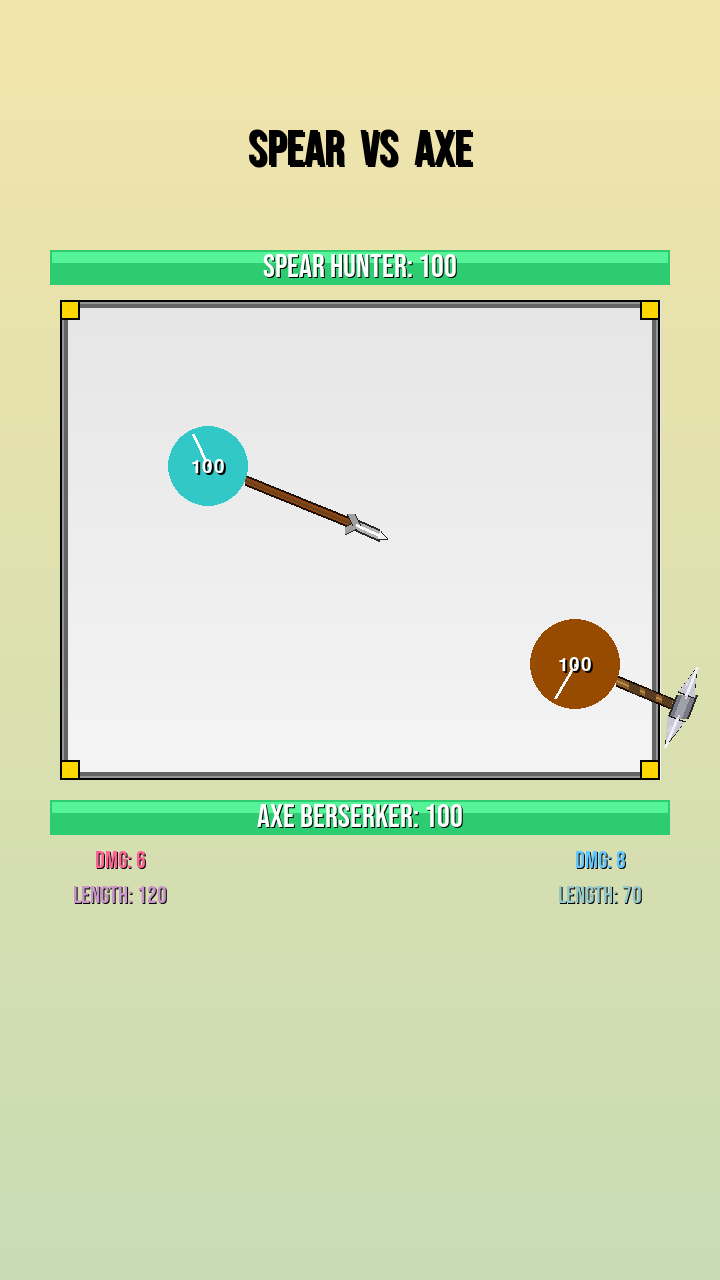 SPEAR VS AXE
SPEAR HUNTER: 100
100
100
AXE BERSERKER: 100
DMG: 6
DMG: 8
LENGTH: 120
LENGTH: 70